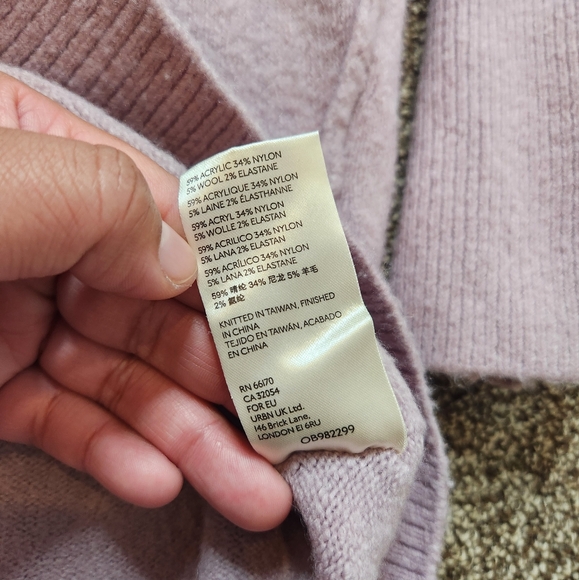 59% ACRYLIC 34% NYLON
5% WOOL 2% ELASTANE
59% ACRYLIQUE 34% NYLON
5% LAINE 2% ÉLASTHANNE
59% ACRYL 34% NYLON
5% WOLLE 2% ELASTAN
59% ACRILICO 34% NYLON
5% LANA 2% ELASTAN
59% ACRÍLICO 34% NYLON
5% LANA 2% ELASTANE
59% 晴纶 34% 尼龙 5% 羊毛
2% 氨纶
KNITTED IN TAIWAN, FINISHED
IN CHINA
TEJIDO EN TAIWÁN, ACABADO
EN CHINA
RN 66170
CA 32054
FOR EU
URBN UK Ltd.
146 Brick Lane,
LONDON E1 6RU
OB982299